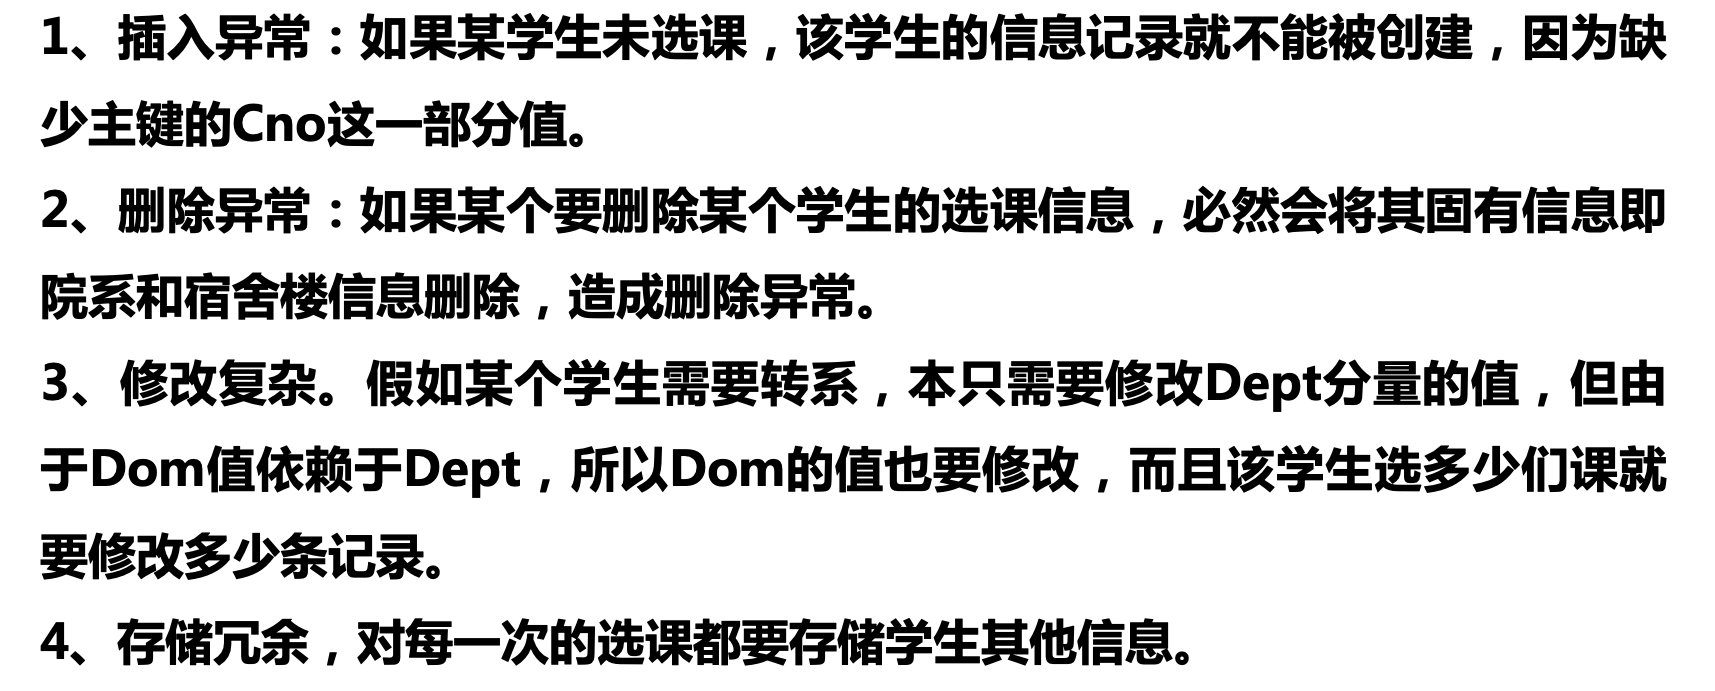 1、插入异常：如果某学生未选课，该学生的信息记录就不能被创建，因为缺
少主键的Cno这一部分值。
2、删除异常：如果某个要删除某个学生的选课信息，必然会将其固有信息即
院系和宿舍楼信息删除，造成删除异常。
3、修改复杂。假如某个学生需要转系，本只需要修改Dept分量的值，但由
于Dom值依赖于Dept，所以Dom的值也要修改，而且该学生选多少们课就
要修改多少条记录。
4、存储冗余，对每一次的选课都要存储学生其他信息。